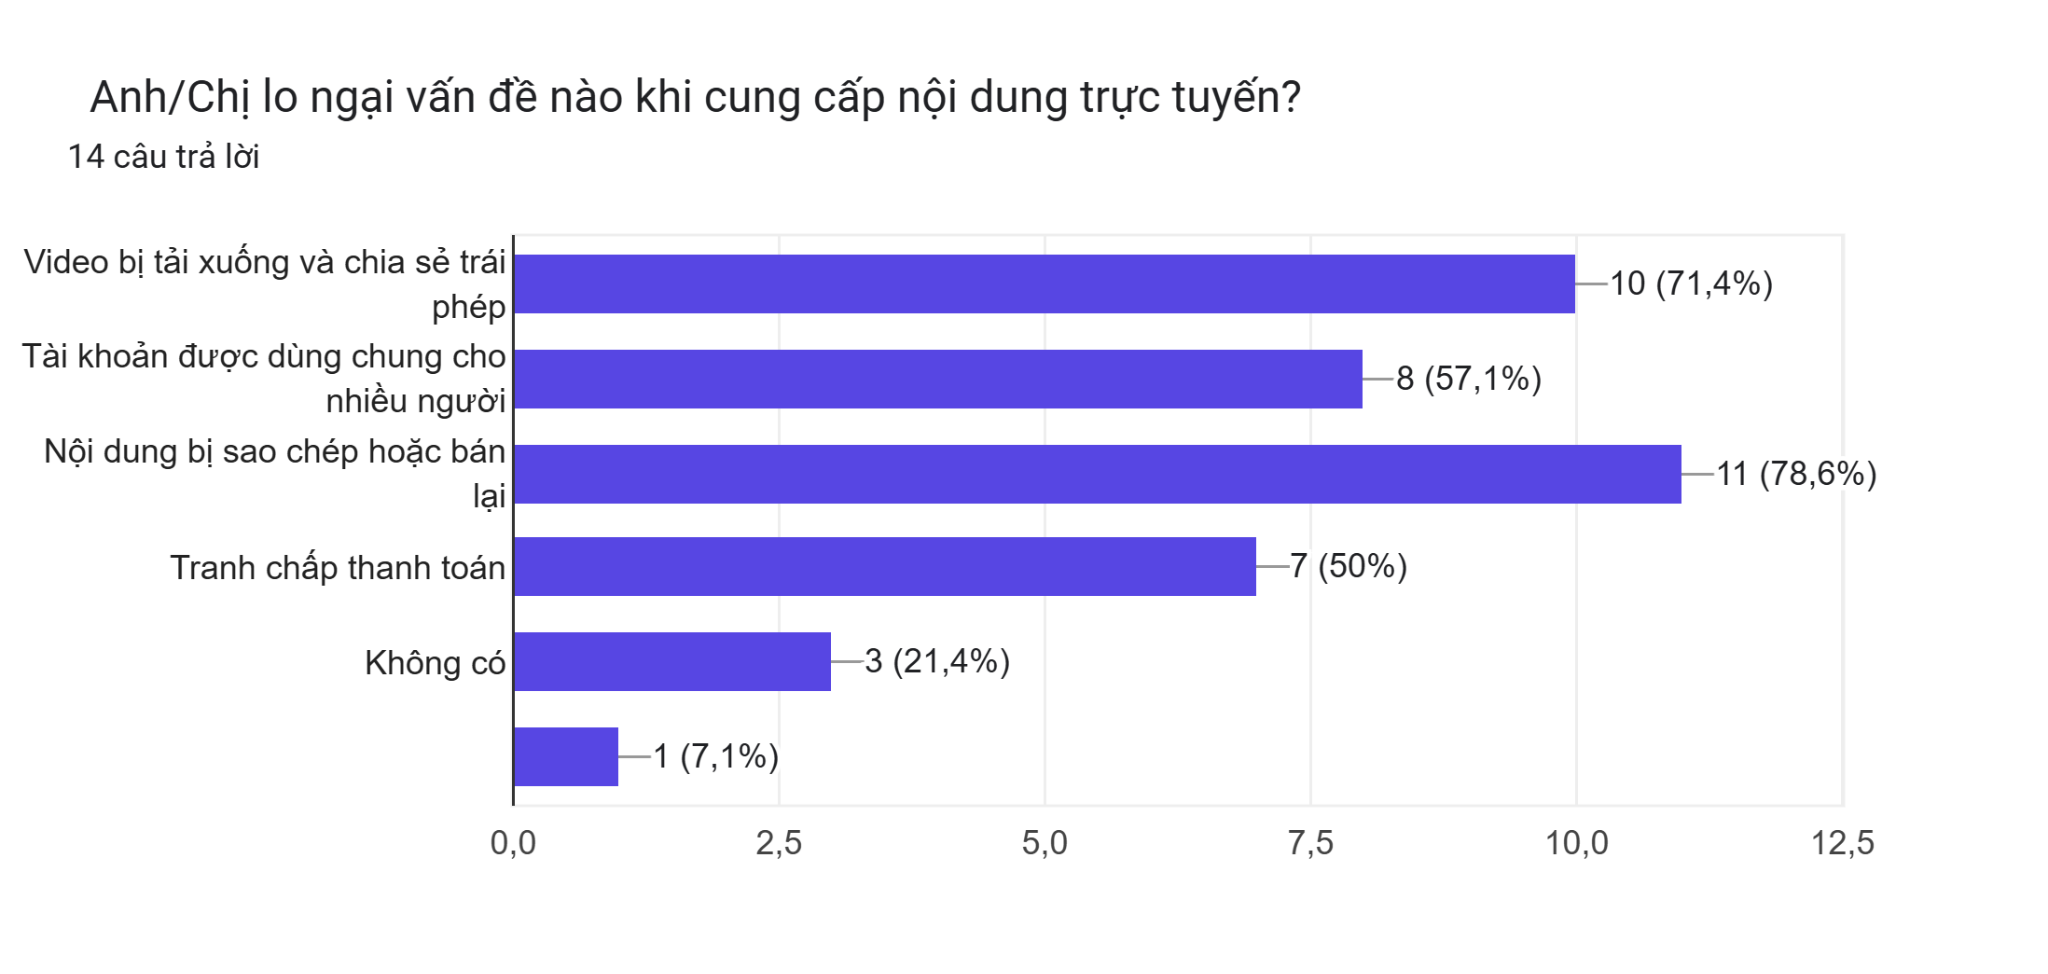 Anh/Chị lo ngại vấn đề nào khi cung cấp nội dung trực tuyến?
14 câu trả lời
Video bị tải xuống và chia sẻ trái
phép
10 (71,4%)
Tài khoản được dùng chung cho
nhiều người
8 (57,1%)
Nội dung bị sao chép hoặc bán
lại
11 (78,6%)
Tranh chấp thanh toán
7 (50%)
Không có
3 (21,4%)
1 (7,1%)
0,0 2,5 5,0 7,5 10,0 12,5